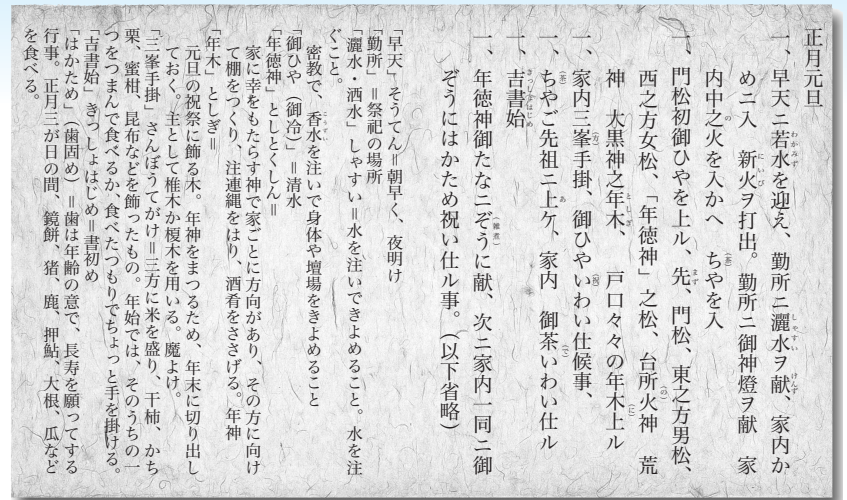 正月元旦
一、早天ニ若水を迎え、勤所ニ灑水ヲ献、家内か
めニ入 新火ヲ打出。勤所ニ御神燈ヲ献 家
内中之火を入かへ ちやを入
一、門松初御ひやを上ル、先、門松、東之方男松、
西之方女松、「年徳神」之松、台所火神 荒
神 大黒神之年木、 戸口々々の年木上ル
一、家内三峯手掛、御ひやいわい仕候事、
一、ちやご先祖ニ上ケ、家内 御茶いわい仕ル
一、吉書始
一、年徳神御たなニぞうに献、次ニ家内一同ニ御
ぞうにはかため祝い仕ル事。（以下省略）
「早天」そうてん＝朝早く、夜明け
「勤所」＝祭祀の場所
「灑水・洒水」しゃすい＝水を注いできよめること。水を注
ぐこと。
密教で、香水を注いで身体や壇場をきよめること
「御ひや（御冷）」＝清水
「年徳神」としとくしん＝
家に幸をもたらす神で家ごとに方向があり、その方に向け
て棚をつくり、注連縄をはり、酒肴をささげる。年神
「年木」としぎ＝
元旦の祝祭に飾る木。年神をまつるため、年末に切り出し
ておく。主として椎木か榎木を用いる。魔よけ。
「三峯手掛」さんぼうてがけ＝三方に米を盛り、干柿、かち
栗、蜜柑、昆布などを飾ったもの。年始では、そのうちの一
つをつまんで食べるか、食べたつもりでちょっと手を掛ける。
「吉書始」きっしょはじめ＝書初め
「はかため」（歯固め）＝歯は年齢の意で、長寿を願ってする
行事。正月三が日の間、鏡餅、猪、鹿、押鮎、大根、瓜など
を食べる。